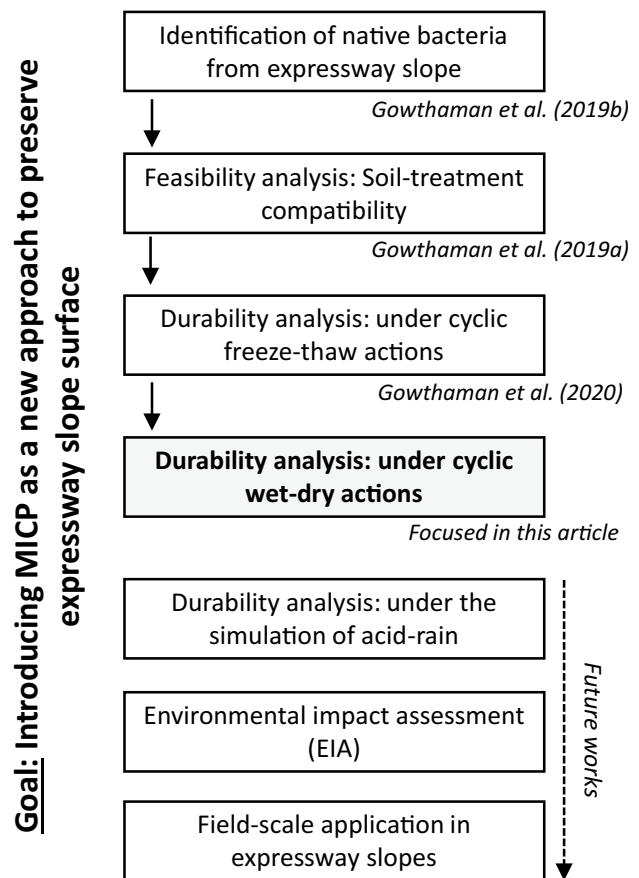 Goal: Introducing MICP as a new approach to preserve
expressway slope surface
Identification of native bacteria
from expressway slope
Gowthaman et al. (2019b)
Feasibility analysis: Soil-treatment
compatibility
Gowthaman et al. (2019a)
Durability analysis: under cyclic
freeze-thaw actions
Gowthaman et al. (2020)
Durability analysis: under cyclic
wet-dry actions
Focused in this article
Durability analysis: under the
simulation of acid-rain
Environmental impact assessment
(EIA)
Field-scale application in
expressway slopes
Future works